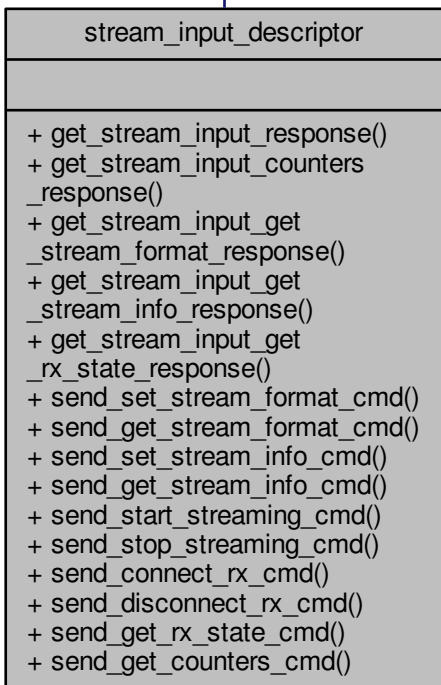 stream_input_descriptor
+ get_stream_input_response()
+ get_stream_input_counters
_response()
+ get_stream_input_get
_stream_format_response()
+ get_stream_input_get
_stream_info_response()
+ get_stream_input_get
_rx_state_response()
+ send_set_stream_format_cmd()
+ send_get_stream_format_cmd()
+ send_set_stream_info_cmd()
+ send_get_stream_info_cmd()
+ send_start_streaming_cmd()
+ send_stop_streaming_cmd()
+ send_connect_rx_cmd()
+ send_disconnect_rx_cmd()
+ send_get_rx_state_cmd()
+ send_get_counters_cmd()